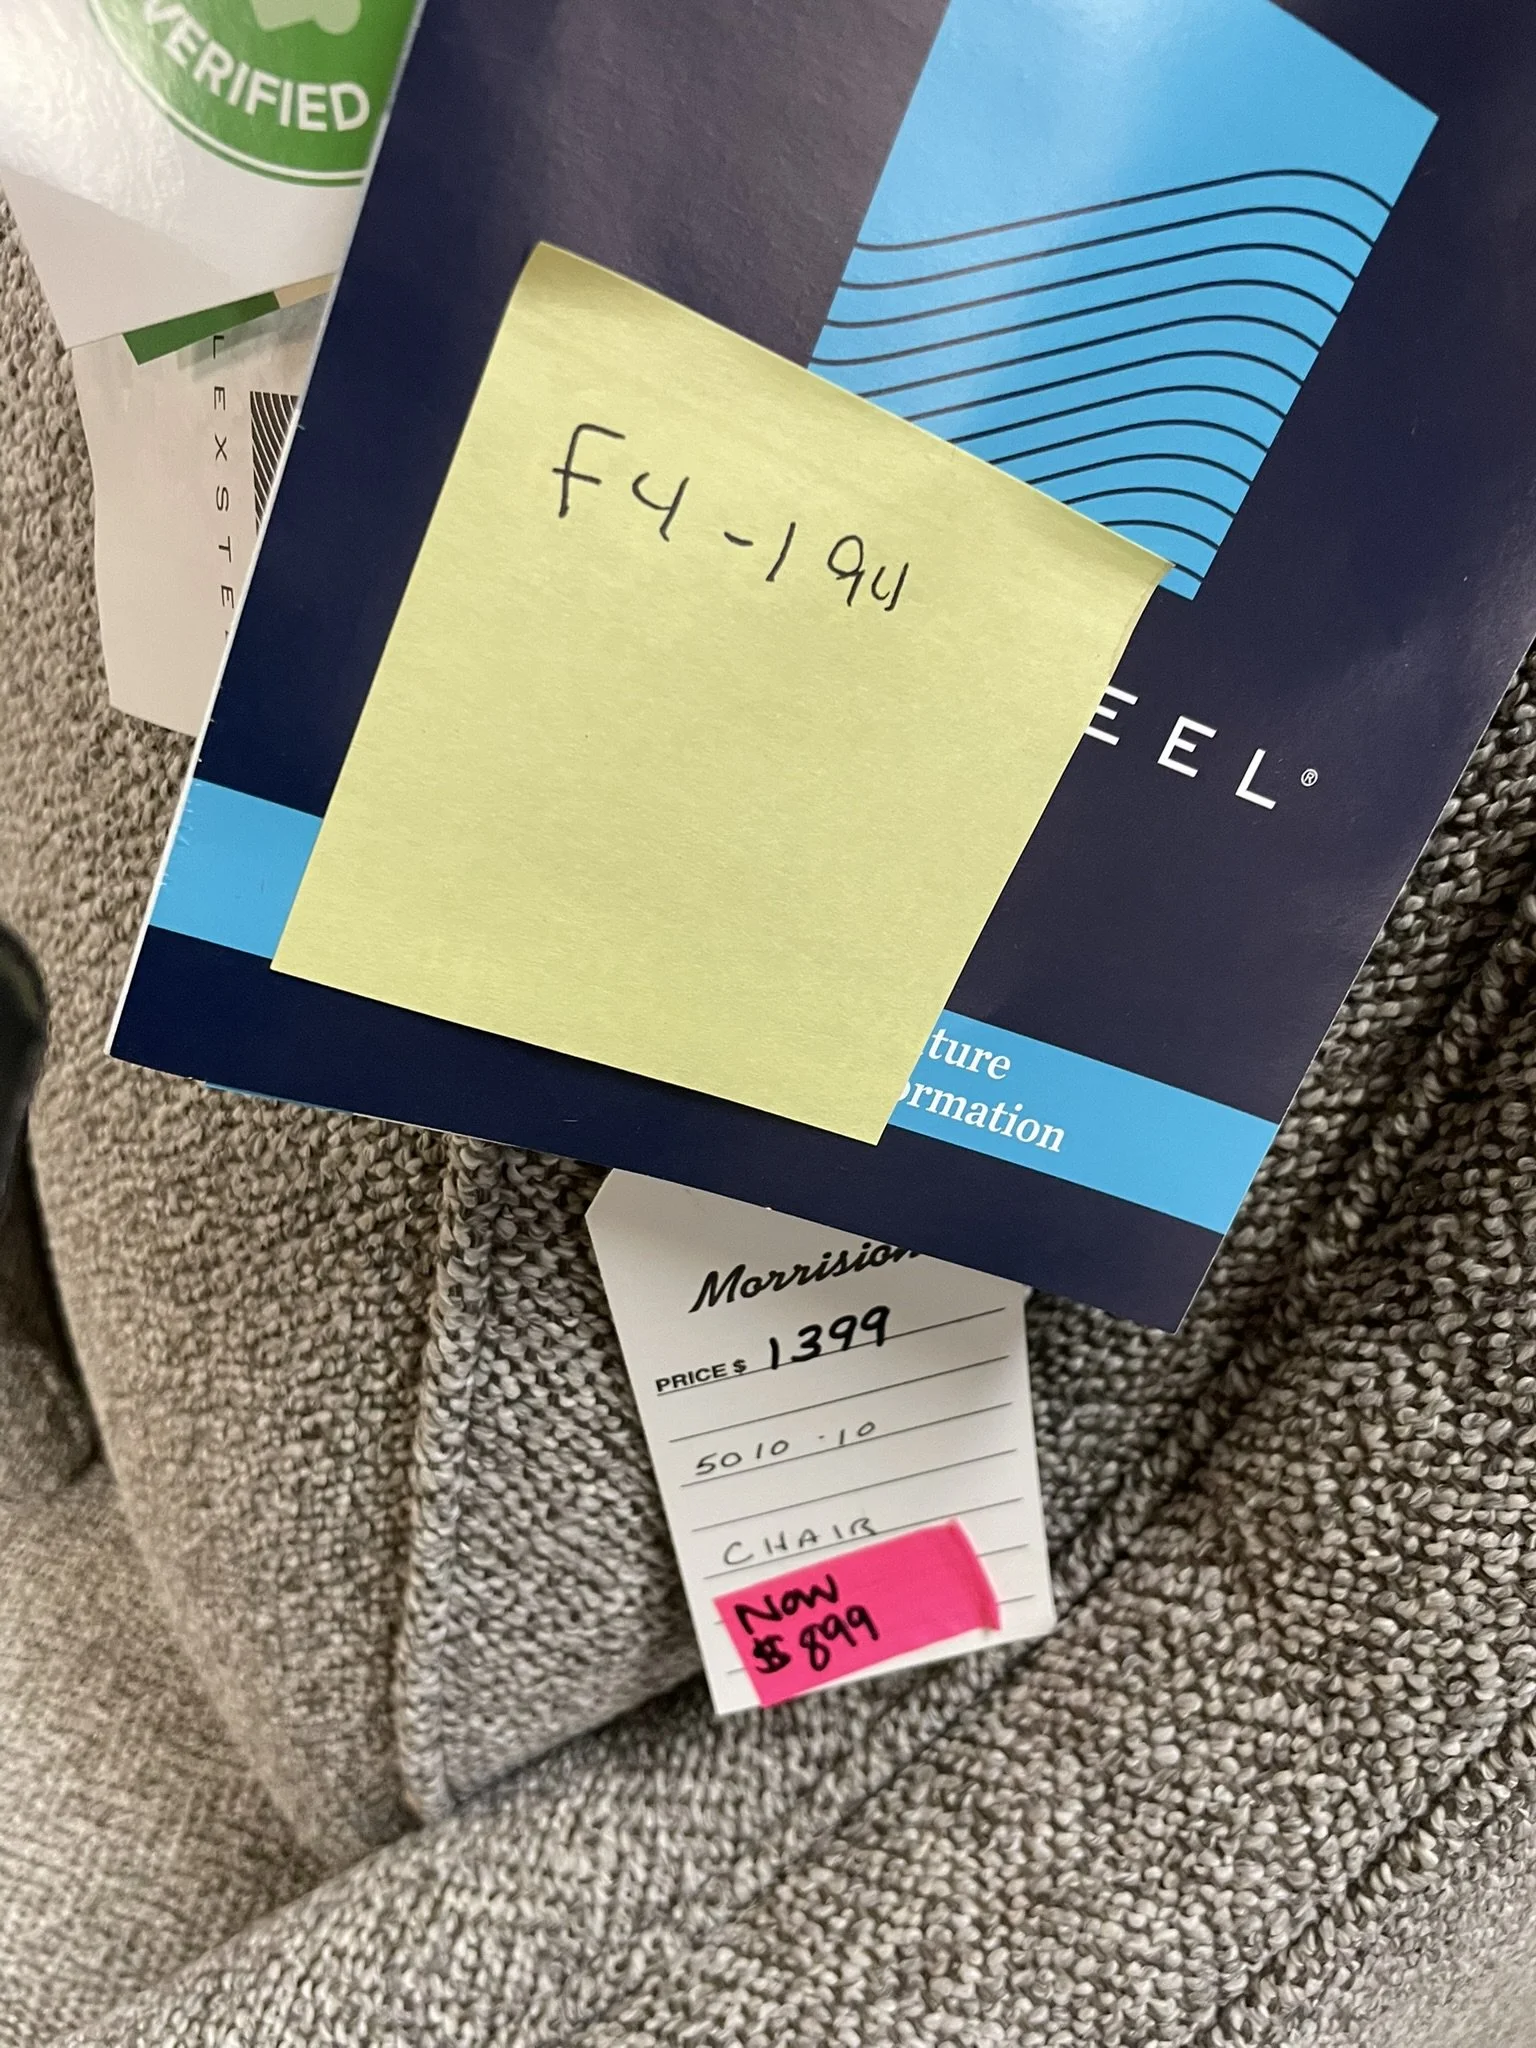 VERIFIED
LEXSTE
F4-194
EEL®
ture
ormation
Morrision
PRICE $ 1399
5010-10
CHAIR
NOW
$899